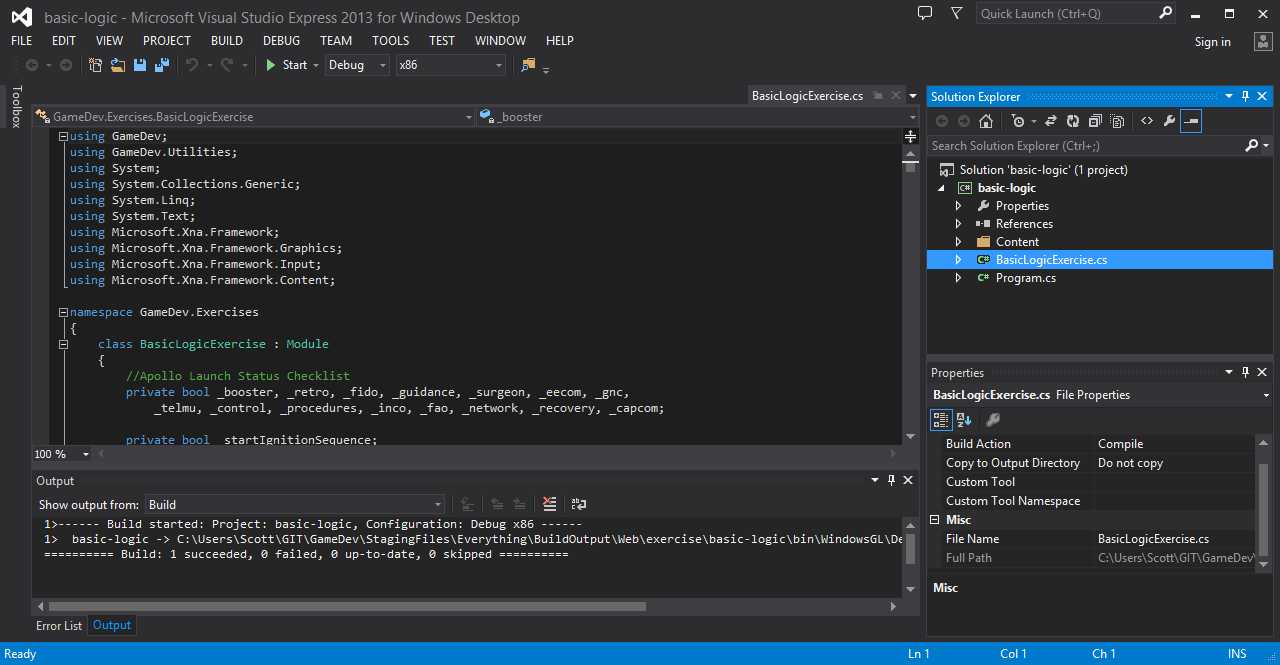 basic-logic - Microsoft Visual Studio Express 2013 for Windows Desktop
Quick Launch (Ctrl+Q)
FILE EDIT VIEW PROJECT BUILD DEBUG TEAM TOOLS TEST WINDOW HELP
Sign in
Start Debug x86
Toolbox
BasicLogicExercise.cs
GameDev.Exercises.BasicLogicExercise _booster
using GameDev;
using GameDev.Utilities;
using System;
using System.Collections.Generic;
using System.Linq;
using System.Text;
using Microsoft.Xna.Framework;
using Microsoft.Xna.Framework.Graphics;
using Microsoft.Xna.Framework.Input;
using Microsoft.Xna.Framework.Content;
namespace GameDev.Exercises
{
class BasicLogicExercise : Module
{
//Apollo Launch Status Checklist
private bool _booster, _retro, _fido, _guidance, _surgeon, _eecom, _gnc,
_telmu, _control, _procedures, _inco, _fao, _network, _recovery, _capcom;
private bool _startIgnitionSequence;
100 %
Output
Show output from: Build
1>------ Build started: Project: basic-logic, Configuration: Debug x86 ------
1>  basic-logic -> C:\Users\Scott\GIT\GameDev\StagingFiles\Everything\BuildOutput\Web\exercise\basic-logic\bin\WindowsGL\De
========== Build: 1 succeeded, 0 failed, 0 up-to-date, 0 skipped ==========
Error List Output
Solution Explorer
Search Solution Explorer (Ctrl+;)
Solution 'basic-logic' (1 project)
C# basic-logic
Properties
References
Content
C# BasicLogicExercise.cs
C# Program.cs
Properties
BasicLogicExercise.cs File Properties
Build Action Compile
Copy to Output Directory Do not copy
Custom Tool
Custom Tool Namespace
Misc
File Name BasicLogicExercise.cs
Full Path C:\Users\Scott\GIT\GameDev\
Misc
Ready Ln 1 Col 1 Ch 1 INS